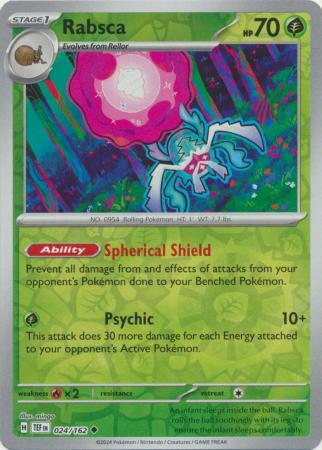 STAGE 1
Rabsca
HP 70
Evolves from Rellor
NO. 0954 Rolling Pokémon HT: 1' WT: 7.7 lbs.
Ability Spherical Shield
Prevent all damage from and effects of attacks from your
opponent's Pokémon done to your Benched Pokémon.
Psychic 10+
This attack does 30 more damage for each Energy attached
to your opponent's Active Pokémon.
weakness ×2 resistance retreat
Illus. miago
H TEF EN 024/162
©2024 Pokémon / Nintendo / Creatures / GAME FREAK
An infant sleeps inside the ball. Rabsca
rolls the ball soothingly with its legs to
ensure the infant sleeps comfortably.